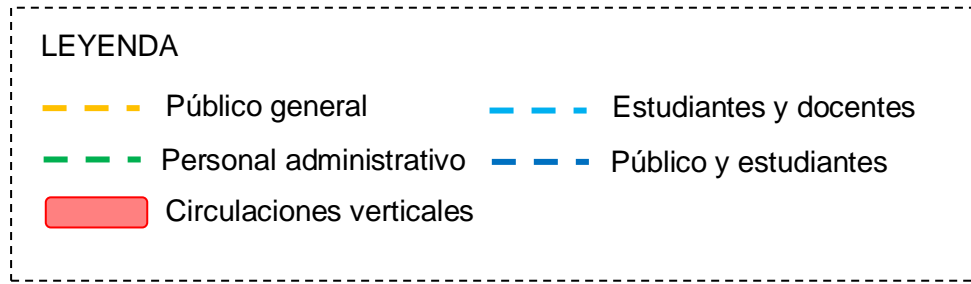 LEYENDA
Público general
Estudiantes y docentes
Personal administrativo
Público y estudiantes
Circulaciones verticales